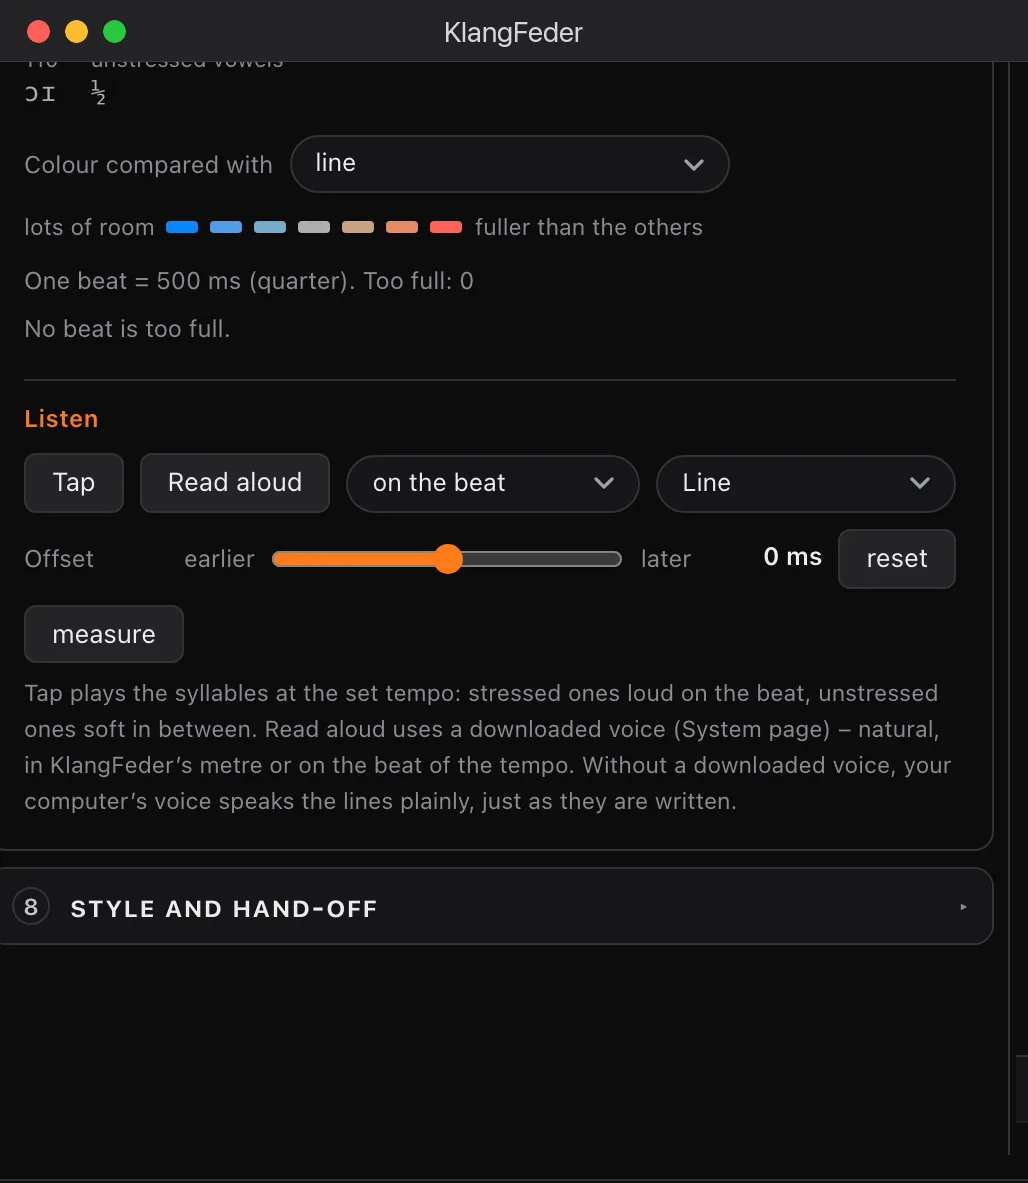 KlangFeder
unstressed vowels
ɔɪ ½
Colour compared with line
lots of room fuller than the others
One beat = 500 ms (quarter). Too full: 0
No beat is too full.
Listen
Tap Read aloud on the beat Line
Offset earlier later 0 ms reset
measure
Tap plays the syllables at the set tempo: stressed ones loud on the beat, unstressed
ones soft in between. Read aloud uses a downloaded voice (System page) – natural,
in KlangFeder’s metre or on the beat of the tempo. Without a downloaded voice, your
computer’s voice speaks the lines plainly, just as they are written.
8 STYLE AND HAND-OFF